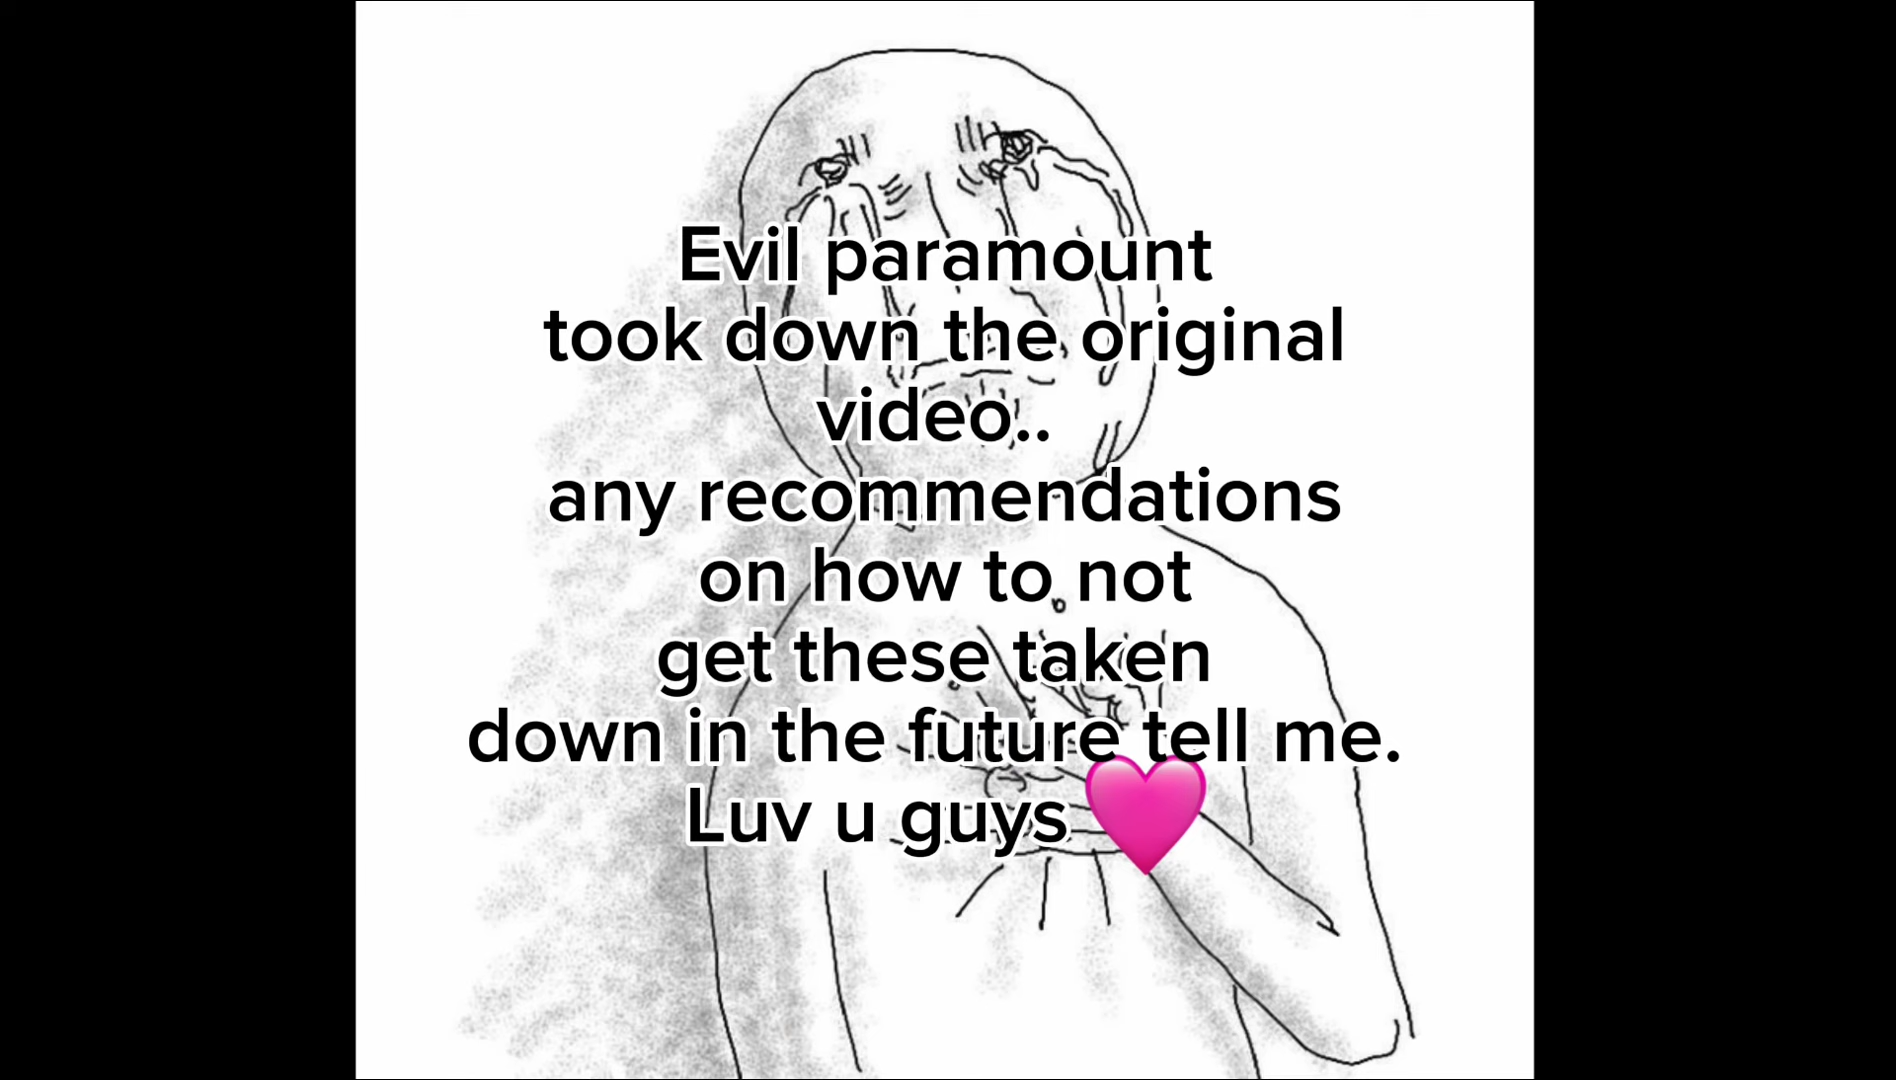 Evil paramount
took down the original
video..
any recommendations
on how to not
get these taken
down in the future tell me.
Luv u guys 🩷